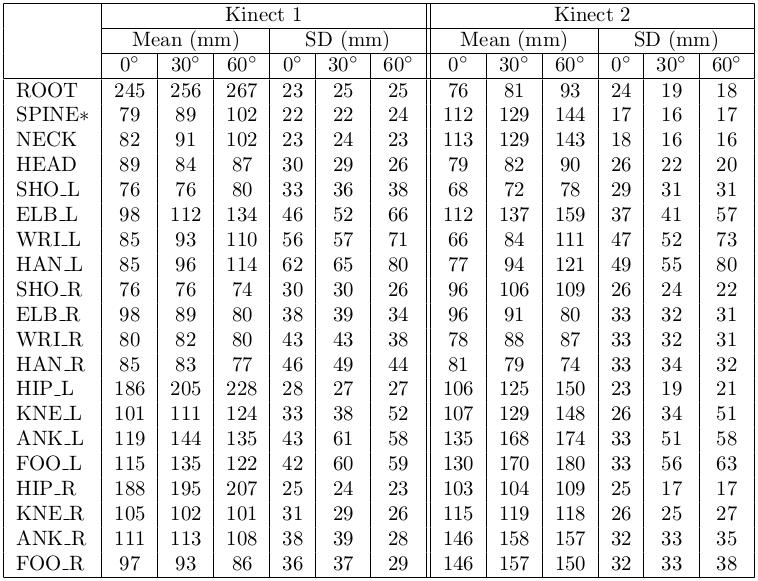 Kinect 1 Kinect 2
Mean (mm) SD (mm) Mean (mm) SD (mm)
0° 30° 60° 0° 30° 60° 0° 30° 60° 0° 30° 60°
ROOT 245 256 267 23 25 25 76 81 93 24 19 18
SPINE* 79 89 102 22 22 24 112 129 144 17 16 17
NECK 82 91 102 23 24 23 113 129 143 18 16 16
HEAD 89 84 87 30 29 26 79 82 90 26 22 20
SHO_L 76 76 80 33 36 38 68 72 78 29 31 31
ELB_L 98 112 134 46 52 66 112 137 159 37 41 57
WRI_L 85 93 110 56 57 71 66 84 111 47 52 73
HAN_L 85 96 114 62 65 80 77 94 121 49 55 80
SHO_R 76 76 74 30 30 26 96 106 109 26 24 22
ELB_R 98 89 80 38 39 34 96 91 80 33 32 31
WRI_R 80 82 80 43 43 38 78 88 87 33 32 31
HAN_R 85 83 77 46 49 44 81 79 74 33 34 32
HIP_L 186 205 228 28 27 27 106 125 150 23 19 21
KNE_L 101 111 124 33 38 52 107 129 148 26 34 51
ANK_L 119 144 135 43 61 58 135 168 174 33 51 58
FOO_L 115 135 122 42 60 59 130 170 180 33 56 63
HIP_R 188 195 207 25 24 23 103 104 109 25 17 17
KNE_R 105 102 101 31 29 26 115 119 118 26 25 27
ANK_R 111 113 108 38 39 28 146 158 157 32 33 35
FOO_R 97 93 86 36 37 29 146 157 150 32 33 38